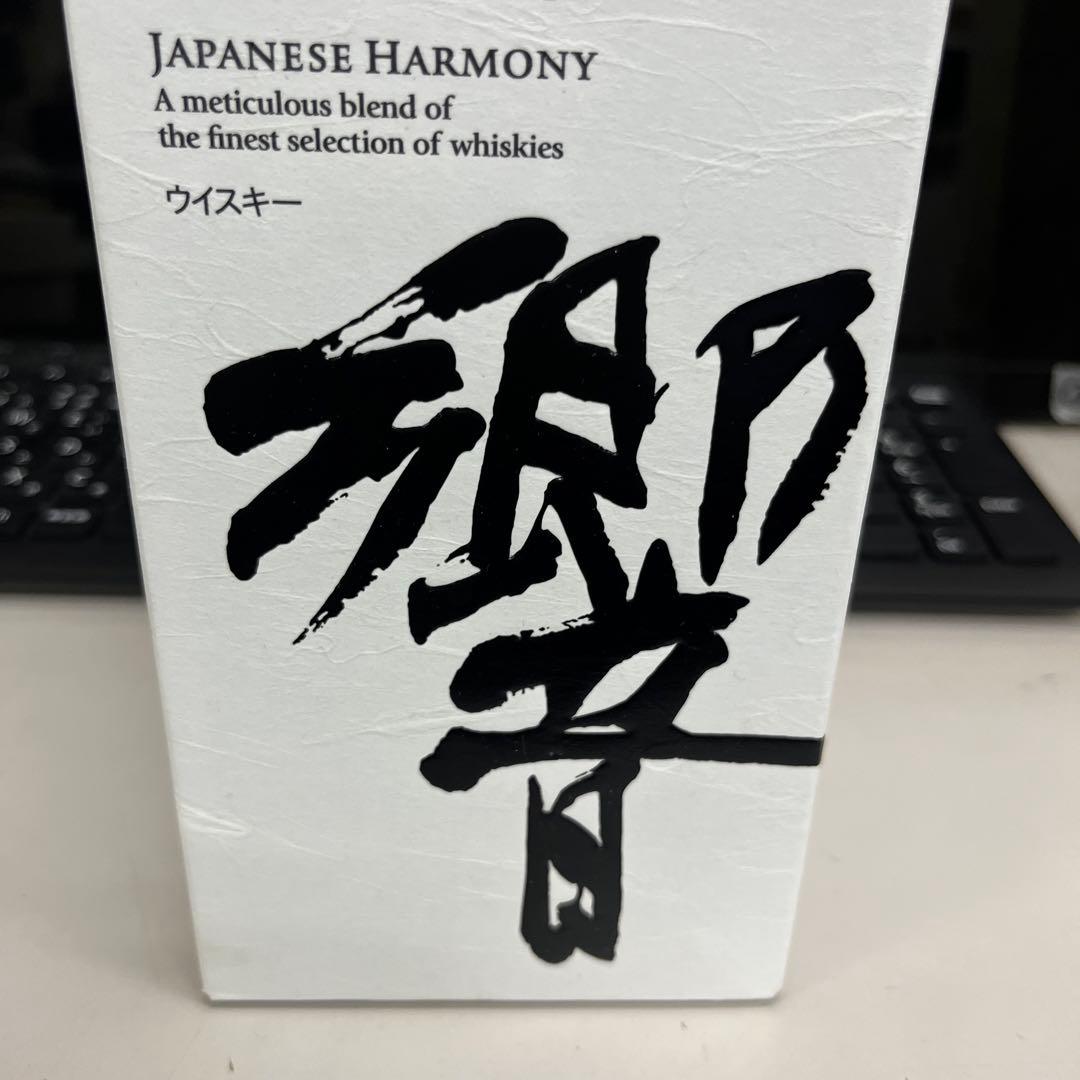 JAPANESE HARMONY
A meticulous blend of
the finest selection of whiskies
ウイスキー
響